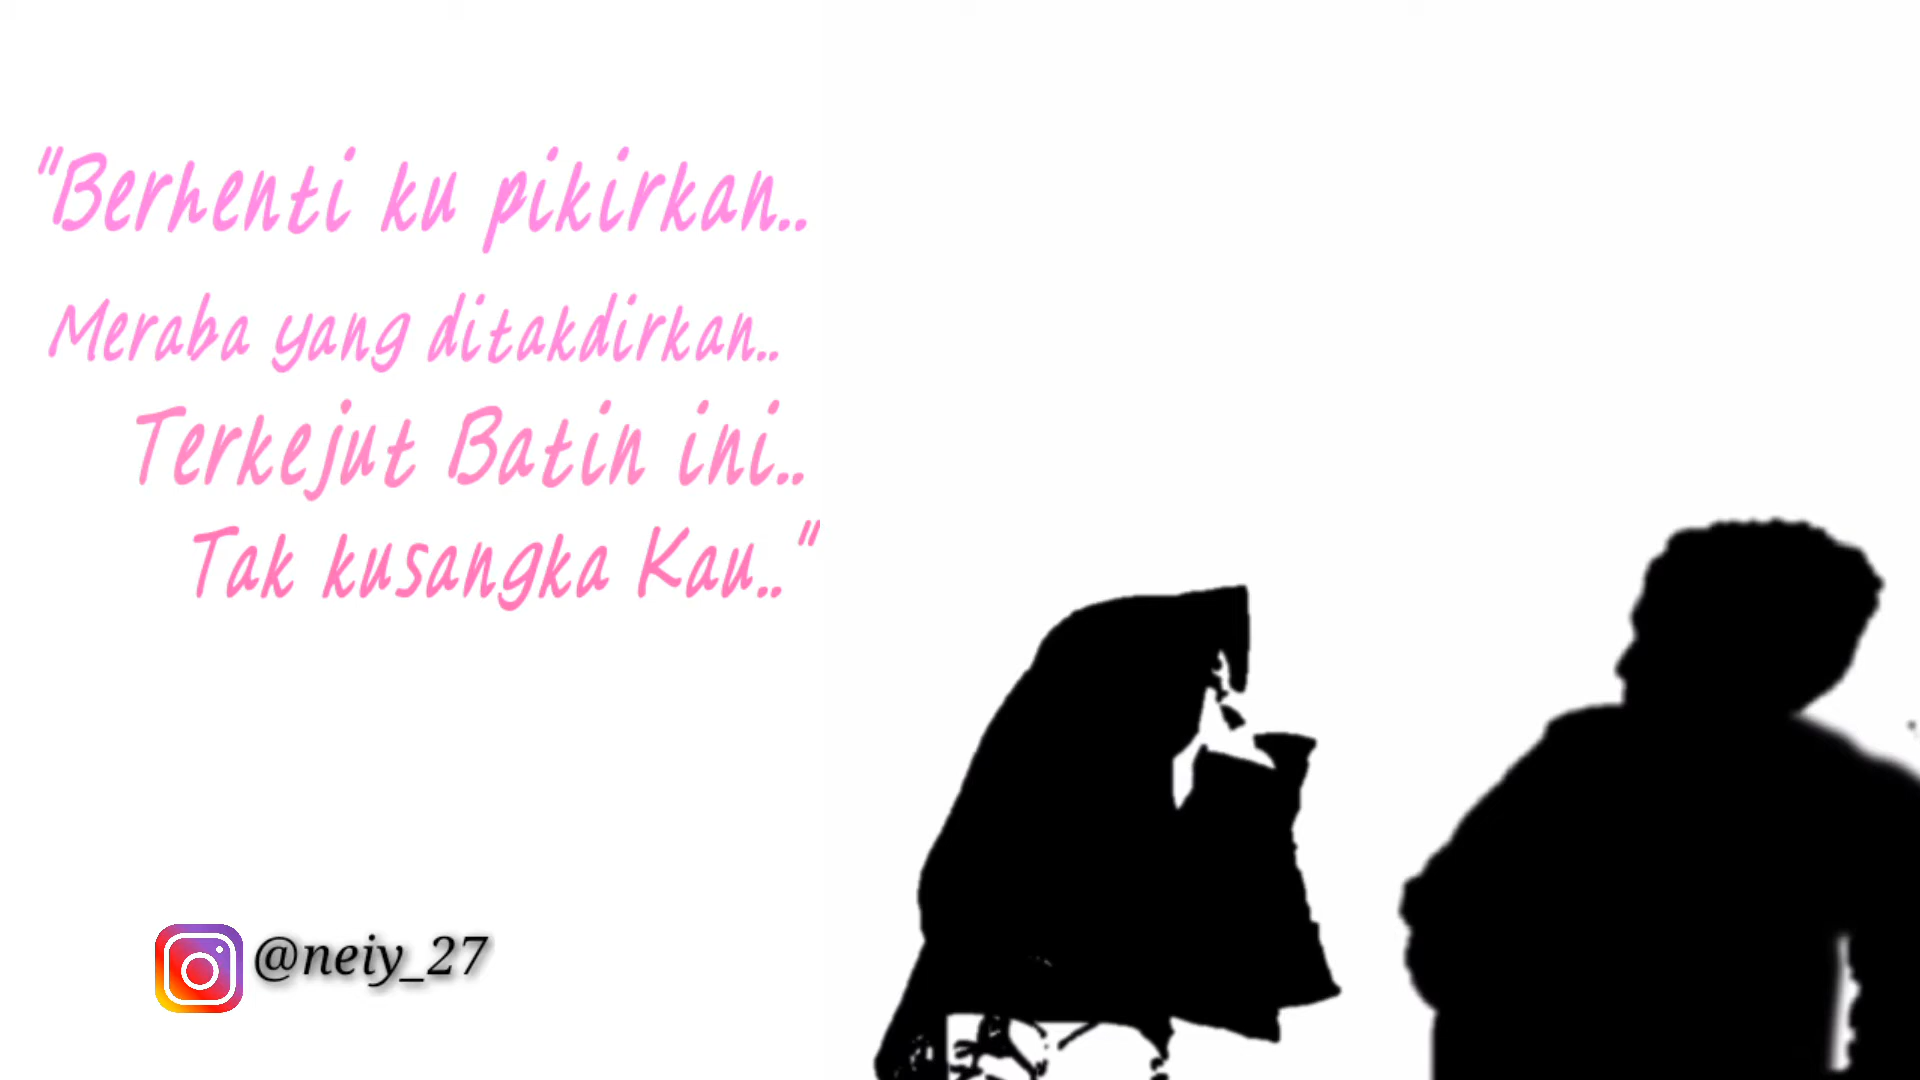 "Berhenti ku pikirkan..
Meraba yang ditakdirkan..
Terkejut Batin ini..
Tak kusangka Kau.."
@neiy_27